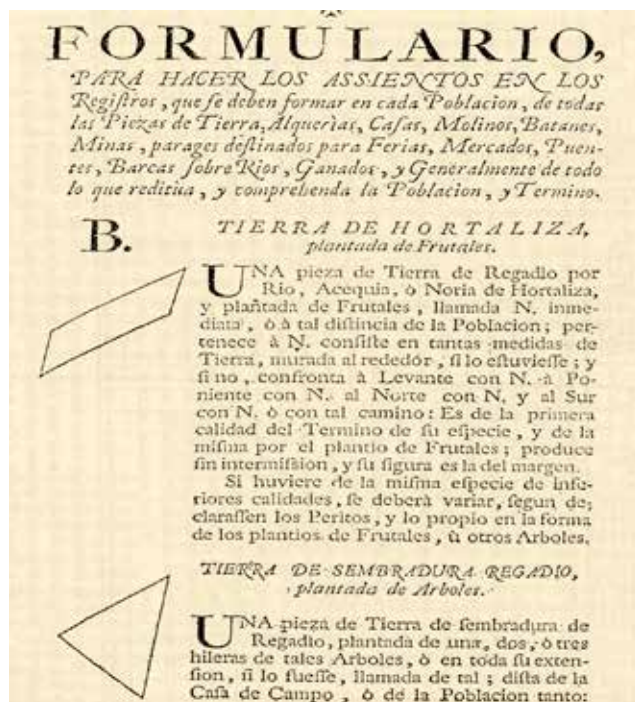 FORMULARIO,
PARA HACER LOS ASSIENTOS EN LOS
Regiſtros, que ſe deben formar en cada Poblacion, de todas
las Piezas de Tierra, Alquerìas, Caſas, Molinos, Batanes,
Minas, parages deſtinados para Ferias, Mercados, Puen-
tes, Barcas ſobre Rios, Ganados, y Generalmente de todo
lo que reditùa, y comprehenda la Poblacion, y Termino.
B.
TIERRA DE HORTALIZA,
plantada de Frutales.
UNA pieza de Tierra de Regadìo por
Rio, Acequia, ò Noria de Hortaliza,
y plañtada de Frutales, llamada N. inme-
diata, ò à tal diſtincia de la Poblacion; per-
tenece à N. conſiſte en tantas medidas de
Tierra, murada al rededòr, ſi lo eſtuvieſſe; y
ſi no, confronta à Levante con N. à Po-
niente con N. al Norte con N. y al Sur
con N. ò con tal camino: Es de la primera
calidad del Termino de ſu eſpecie, y de la
miſma por el plantìo de Frutales; produce
ſin intermiſsion, y ſu figura es la del margen.
Si huviere de la miſma eſpecie de infe-
riores calidades, ſe deberà variar, ſegun de;
claraſſen los Peritos, y lo propio en la forma
de los plantìos de Frutales, ù otros Arboles.
TIERRA DE SEMBRADURA REGADIO,
plantada de Arboles.
UNA pieza de Tierra de ſembradura de
Regadìo, plantada de una, dos, ò tres
hileras de tales Arboles, ò en toda ſu exten-
ſion, ſi lo fueſſe, llamada de tal; diſta de la
Caſa de Campo, ò de la Poblacion tanto: